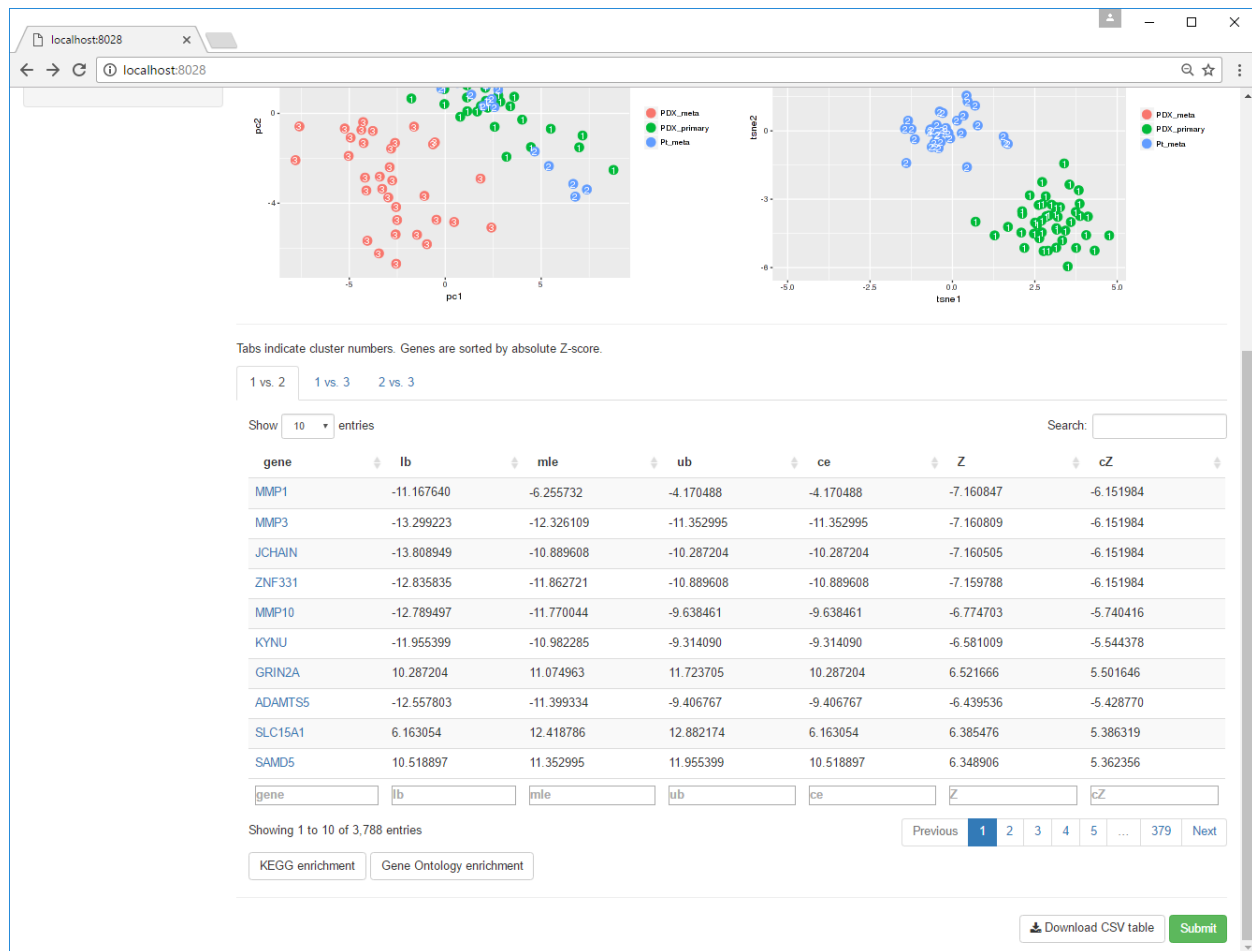 localhost:8028
localhost:8028
pc2
0
-4
-5 0 5
pc1
PDX_meta
PDX_primary
Pt_meta
tsne2
0
-3
-6
-5.0 -2.5 0.0 2.5 5.0
tsne1
PDX_meta
PDX_primary
Pt_meta
Tabs indicate cluster numbers. Genes are sorted by absolute Z-score.
1 vs. 2 1 vs. 3 2 vs. 3
Show 10 entries Search:
gene lb mle ub ce Z cZ
MMP1 -11.167640 -6.255732 -4.170488 -4.170488 -7.160847 -6.151984
MMP3 -13.299223 -12.326109 -11.352995 -11.352995 -7.160809 -6.151984
JCHAIN -13.808949 -10.889608 -10.287204 -10.287204 -7.160505 -6.151984
ZNF331 -12.835835 -11.862721 -10.889608 -10.889608 -7.159788 -6.151984
MMP10 -12.789497 -11.770044 -9.638461 -9.638461 -6.774703 -5.740416
KYNU -11.955399 -10.982285 -9.314090 -9.314090 -6.581009 -5.544378
GRIN2A 10.287204 11.074963 11.723705 10.287204 6.521666 5.501646
ADAMTS5 -12.557803 -11.399334 -9.406767 -9.406767 -6.439536 -5.428770
SLC15A1 6.163054 12.418786 12.882174 6.163054 6.385476 5.386319
SAMD5 10.518897 11.352995 11.955399 10.518897 6.348906 5.362356
gene lb mle ub ce Z cZ
Showing 1 to 10 of 3,788 entries
Previous 1 2 3 4 5 ... 379 Next
KEGG enrichment Gene Ontology enrichment
Download CSV table Submit